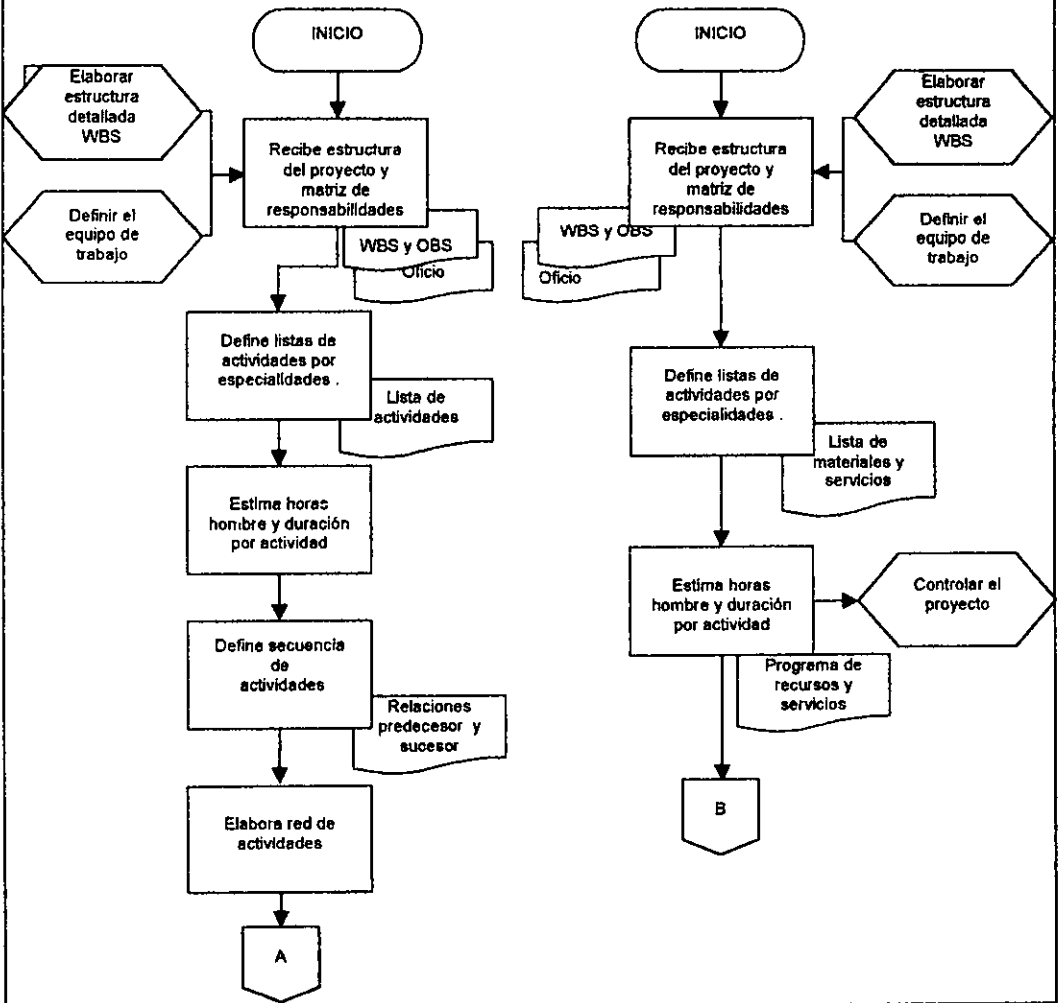 INICIO
Elaborar
estructura
detallada
WBS
Recibe estructura
del proyecto y
matriz de
responsabilidades
Definir el
equipo de
trabajo
WBS y OBS
Oficio
Define listas de
actividades por
especialidades .
Lista de
actividades
Estima horas
hombre y duración
por actividad
Define secuencia
de
actividades
Relaciones
predecesor y
sucesor
Elabora red de
actividades
A
INICIO
Elaborar
estructura
detallada
WBS
Recibe estructura
del proyecto y
matriz de
responsabilidades
Definir el
equipo de
trabajo
WBS y OBS
Oficio
Define listas de
actividades por
especialidades .
Lista de
materiales y
servicios
Estima horas
hombre y duración
por actividad
Controlar el
proyecto
Programa de
recursos y
servicios
B